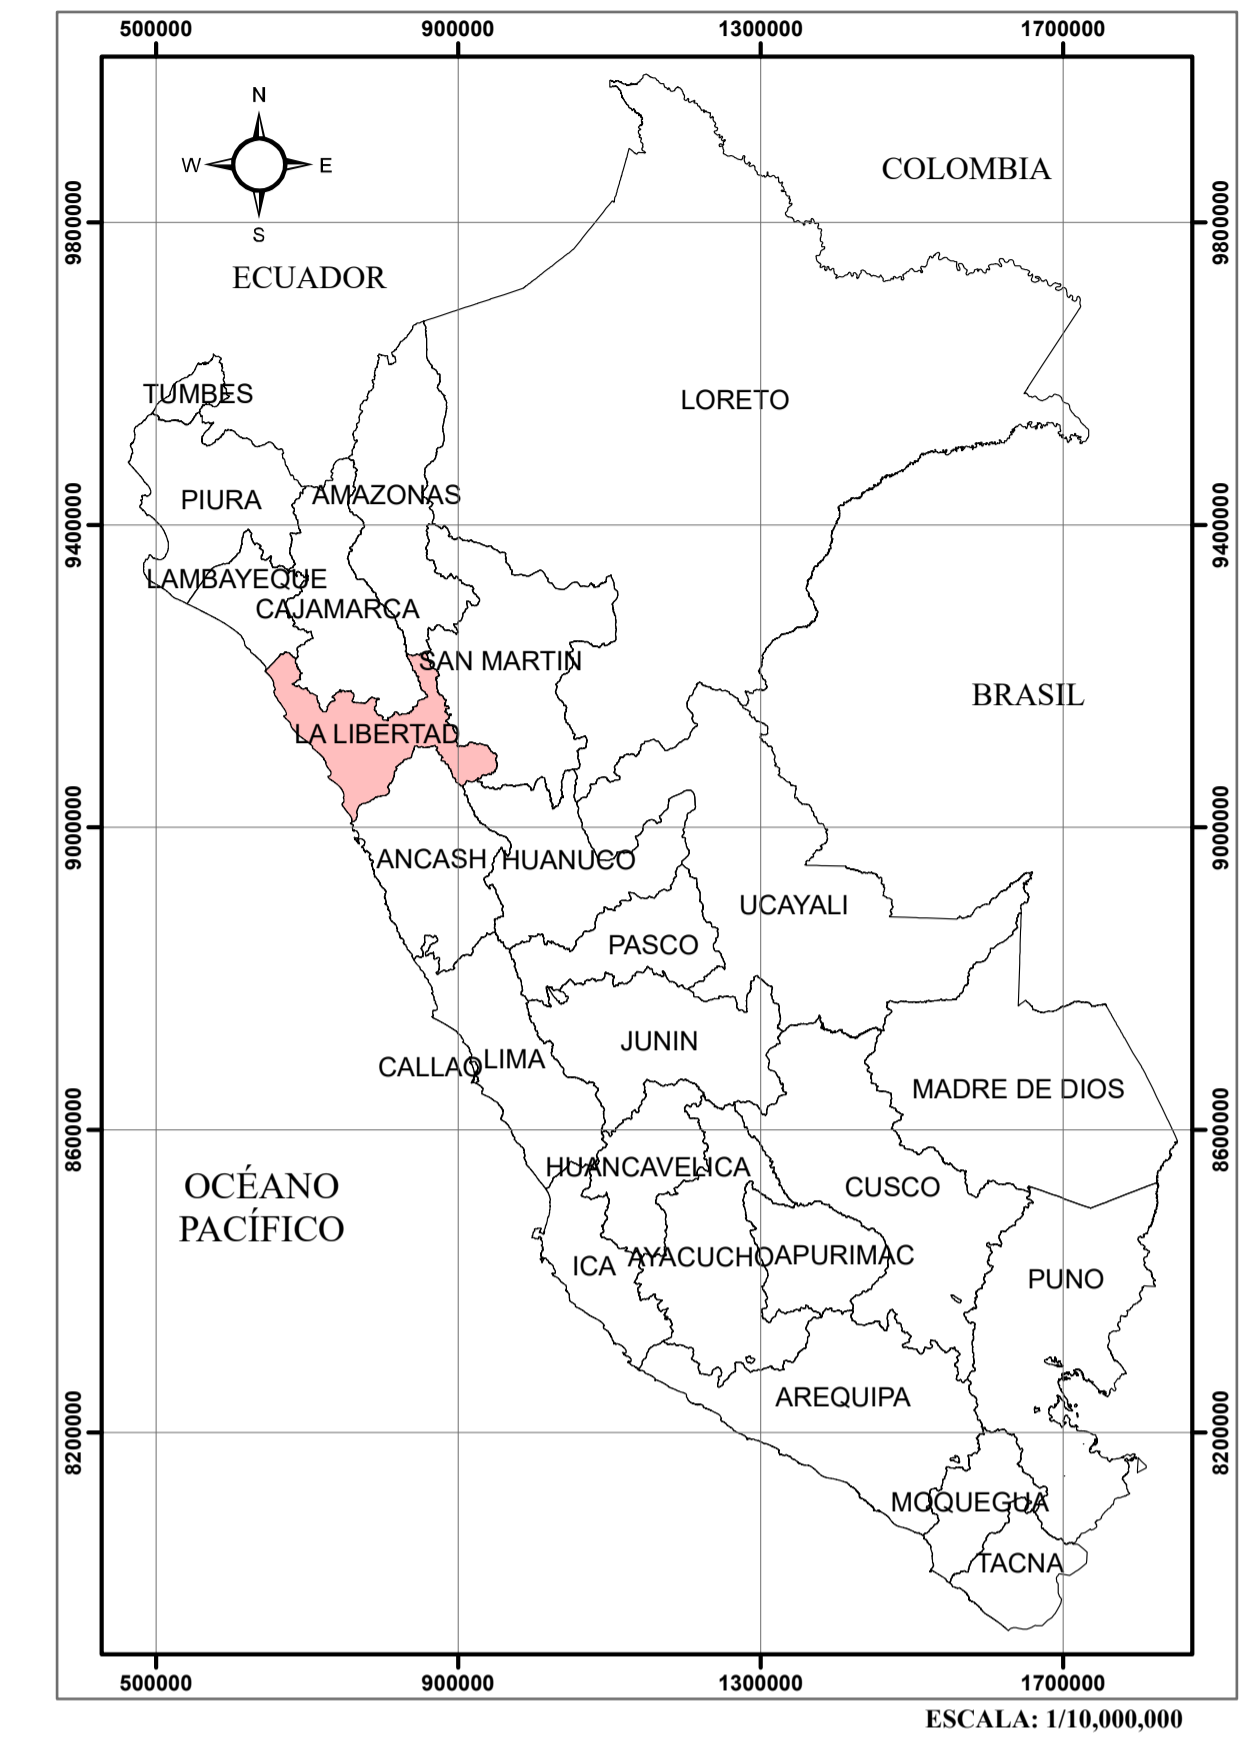 500000 900000 1300000 1700000
N
W E
S
COLOMBIA
9800000 9800000
ECUADOR
TUMBES
LORETO
PIURA
AMAZONAS
9400000 9400000
LAMBAYEQUE
CAJAMARCA
SAN MARTIN
BRASIL
LA LIBERTAD
9000000 9000000
ANCASH
HUANUCO
UCAYALI
PASCO
JUNIN
CALLAO
LIMA
MADRE DE DIOS
8600000 8600000
HUANCAVELICA
OCÉANO
PACÍFICO
CUSCO
ICA
AYACUCHO
APURIMAC
PUNO
AREQUIPA
8200000 8200000
MOQUEGUA
TACNA
500000 900000 1300000 1700000
ESCALA: 1/10,000,000